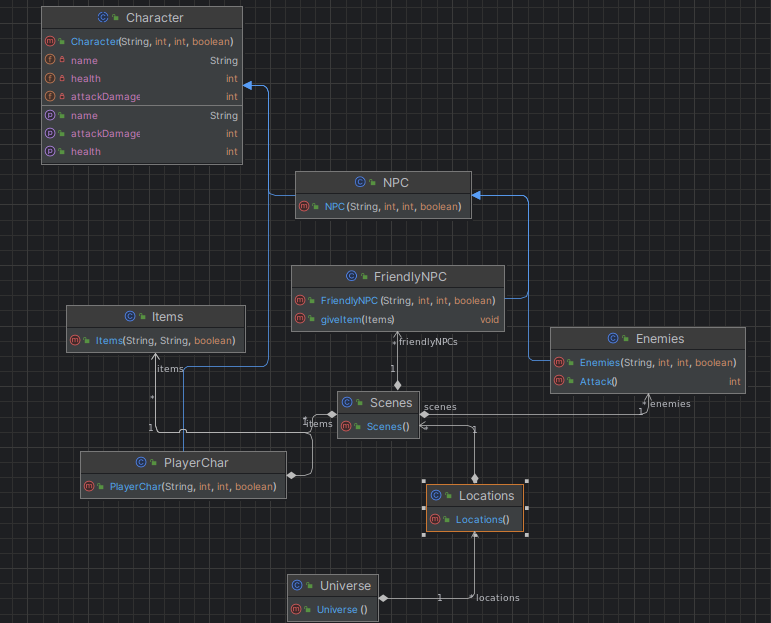 Character
Character(String, int, int, boolean)
name String
health int
attackDamage int
name String
attackDamage int
health int
NPC
NPC(String, int, int, boolean)
FriendlyNPC
FriendlyNPC (String, int, int, boolean)
giveItem(Items) void
Items
Items(String, String, boolean)
Enemies
Enemies(String, int, int, boolean)
Attack() int
* friendlyNPCs
1
items
*
1
Scenes
Scenes()
scenes
1
* enemies
*
1 items
PlayerChar
PlayerChar(String, int, int, boolean)
1
*
Locations
Locations()
Universe
Universe ()
1
* locations